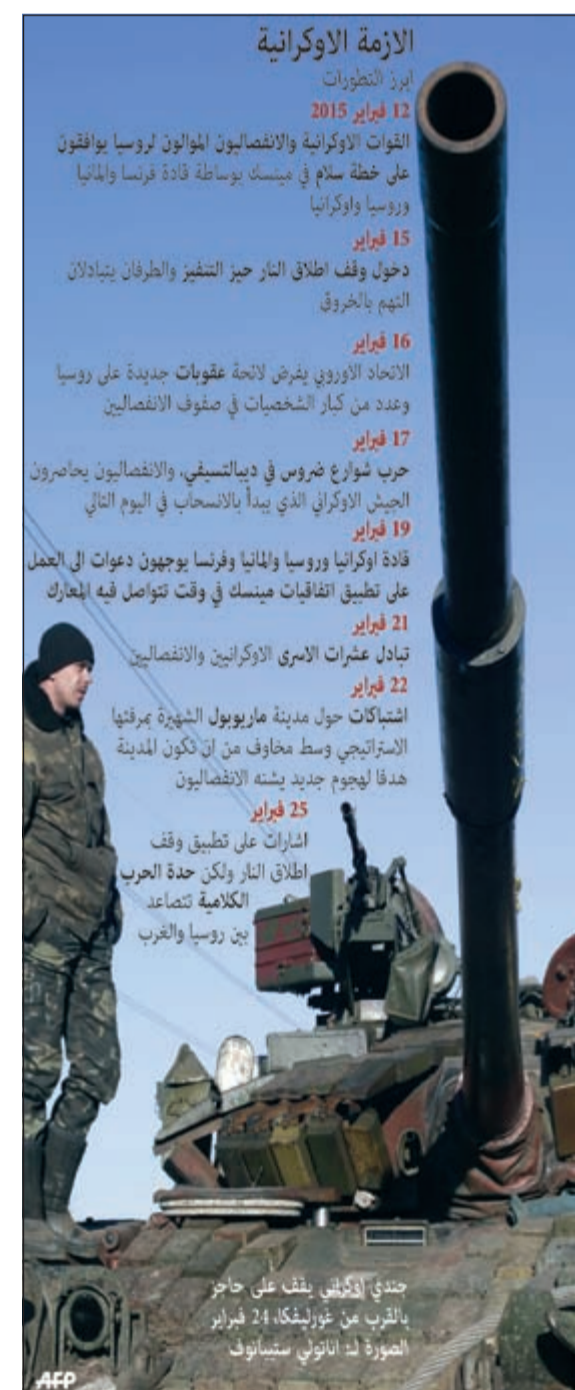 الازمة الاوكرانية
ابرز التطورات
12 فبراير 2015
القوات الاوكرانية والانفصاليون الموالون لروسيا يوافقون
على خطة سلام في مينسك بوساطة قادة فرنسا والمانيا
وروسيا واوكرانيا
15 فبراير
دخول وقف اطلاق النار حيز التنفيز والطرفان يتبادلان
التهم بالخروق
16 فبراير
الاتحاد الاوروبي يفرض لائحة عقوبات جديدة على روسيا
وعدد من كبار الشخصيات في صفوف الانفصاليين
17 فبراير
حرب شوارع ضروس في ديبالتسيفي، والانفصاليون يحاصرون
الجيش الاوكراني الذي يبدأ بالانسحاب في اليوم التالي
19 فبراير
قادة اوكرانيا وروسيا والمانيا وفرنسا يوجهون دعوات الى العمل
على تطبيق اتفاقيات مينسك في وقت تتواصل فيه المعارك
21 فبراير
تبادل عشرات الاسرى الاوكرانيين والانفصاليين
22 فبراير
اشتباكات حول مدينة ماريوبول الشهيرة بمرفئها
الاستراتيجي وسط مخاوف من ان تكون المدينة
هدفا لهجوم جديد يشنه الانفصاليون
25 فبراير
اشارات على تطبيق وقف
اطلاق النار ولكن حدة الحرب
الكلامية تتصاعد
بين روسيا والغرب
جندي اوكراني يقف على حاجز
بالقرب من غورليفكا، 24 فبراير
الصورة لـ: اناتولي ستيبانوف
AFP